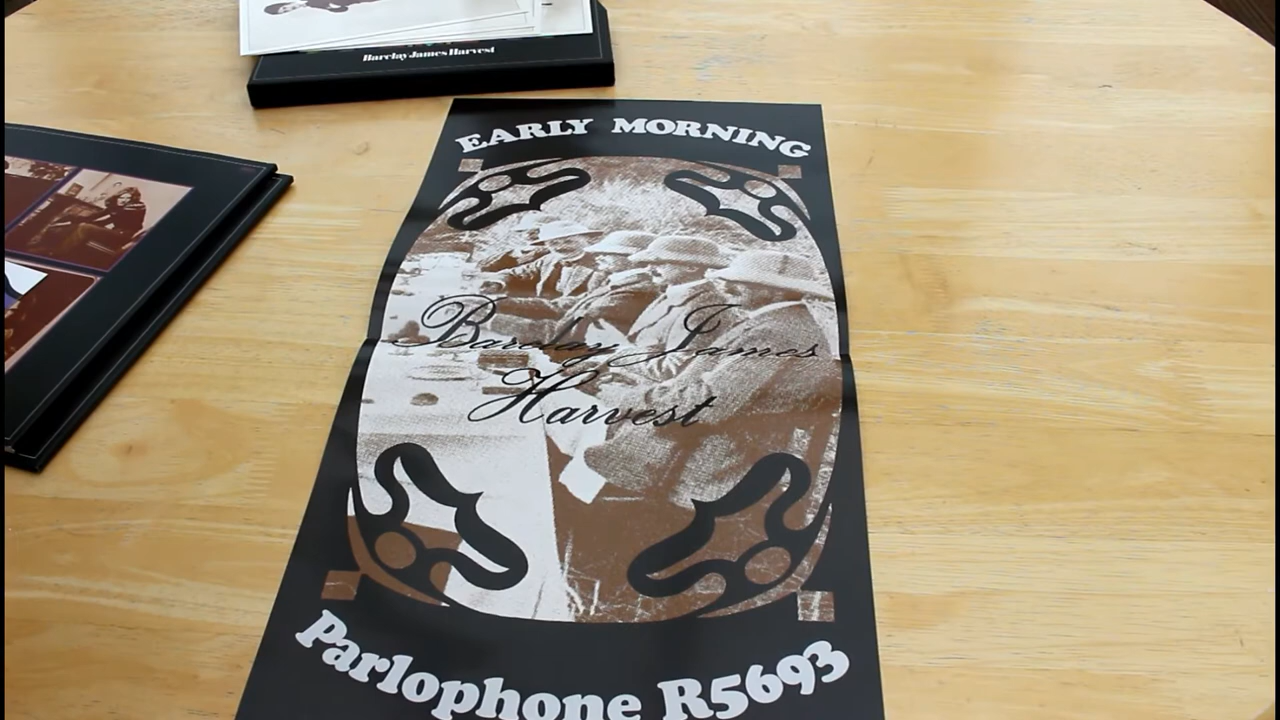 Barclay James Harvest
EARLY MORNING
Barclay James
Harvest
Parlophone R5693